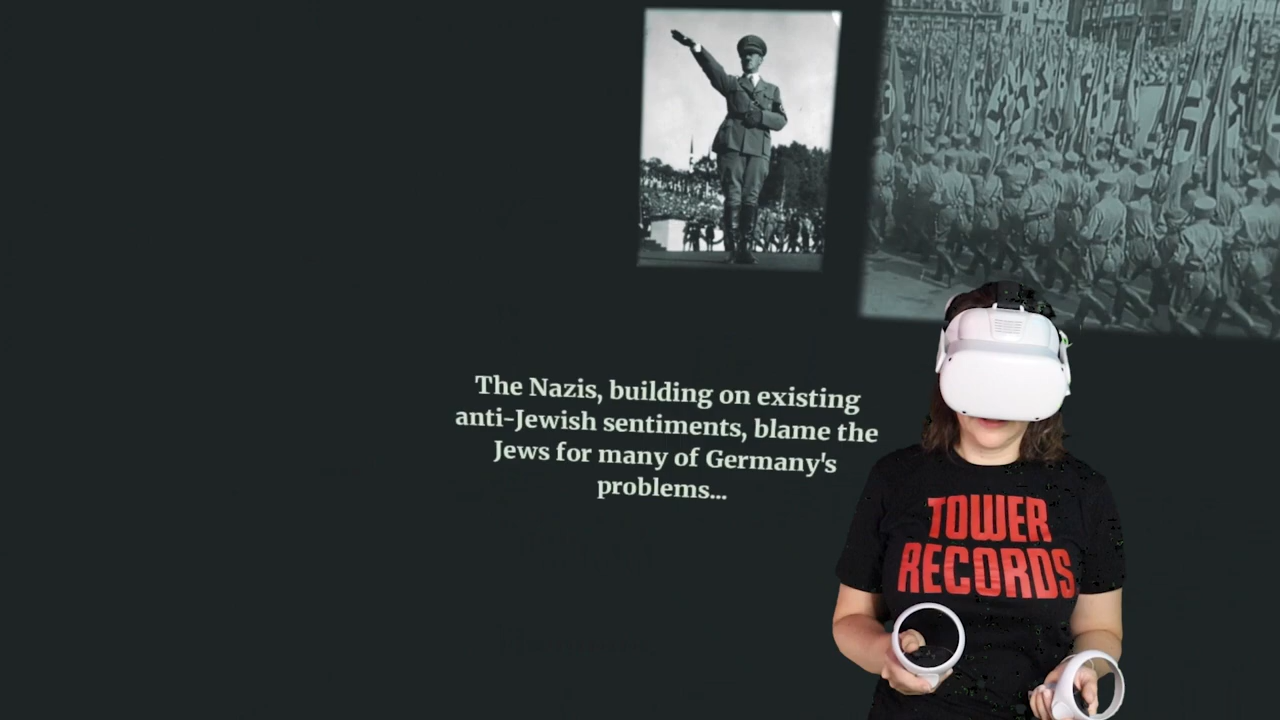 The Nazis, building on existing
anti-Jewish sentiments, blame the
Jews for many of Germany's
problems...
TOWER
RECORDS